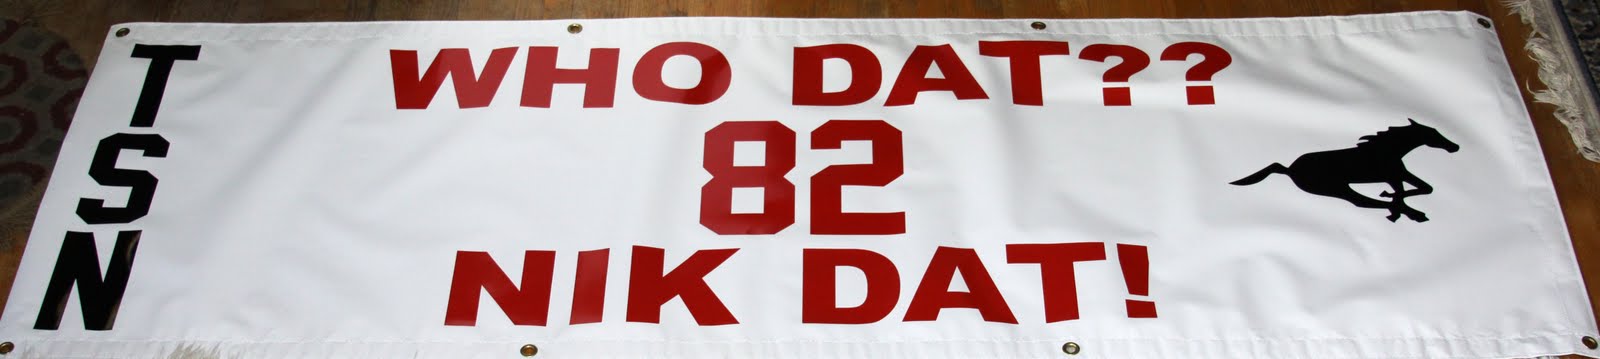 TSN
WHO DAT??
82
NIK DAT!